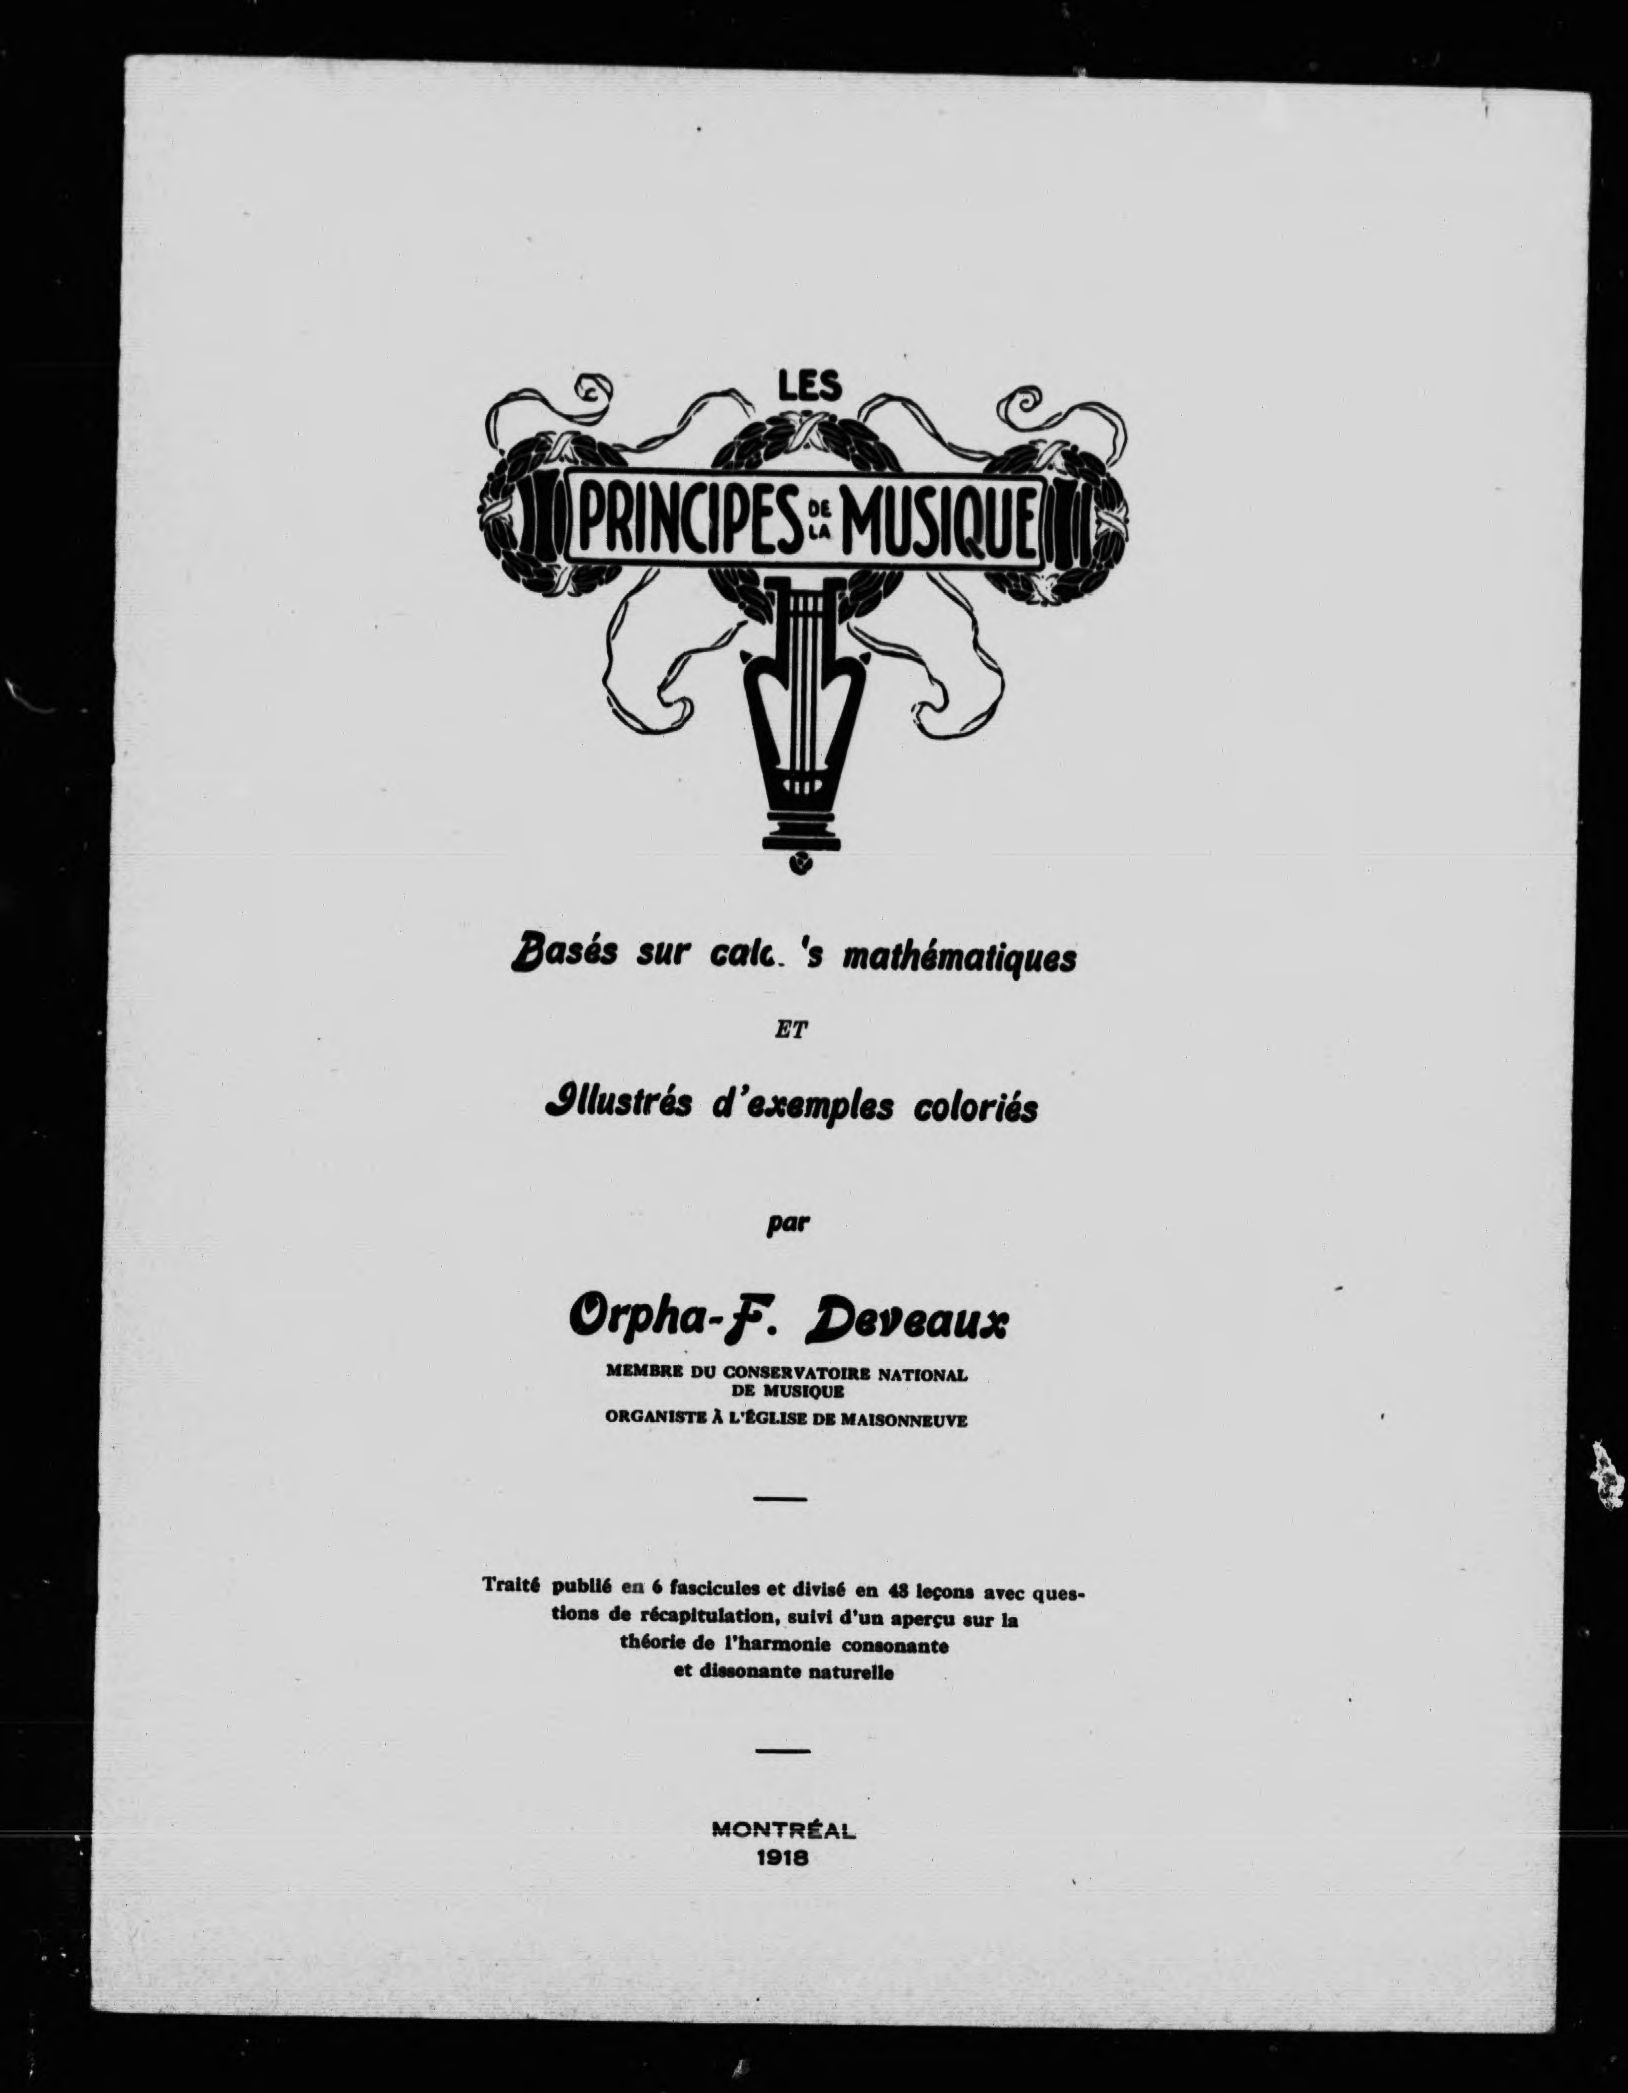 LES
PRINCIPES DE LA MUSIQUE
Basés sur mathématiques
ET
Illustrés d'exemples coloriés
par
Orpha-F. Deveaux
MEMBRE DU CONSERVATOIRE NATIONAL
DE MUSIQUE
ORGANISTE À L'ÉGLISE DE MAISONNEUVE
Traité publié en 6 fascicules et divisé en 48 leçons avec ques-
tions de récapitulation, suivi d'un aperçu sur la
théorie de l'harmonie consonante
et dissonante naturelle
MONTRÉAL
1918